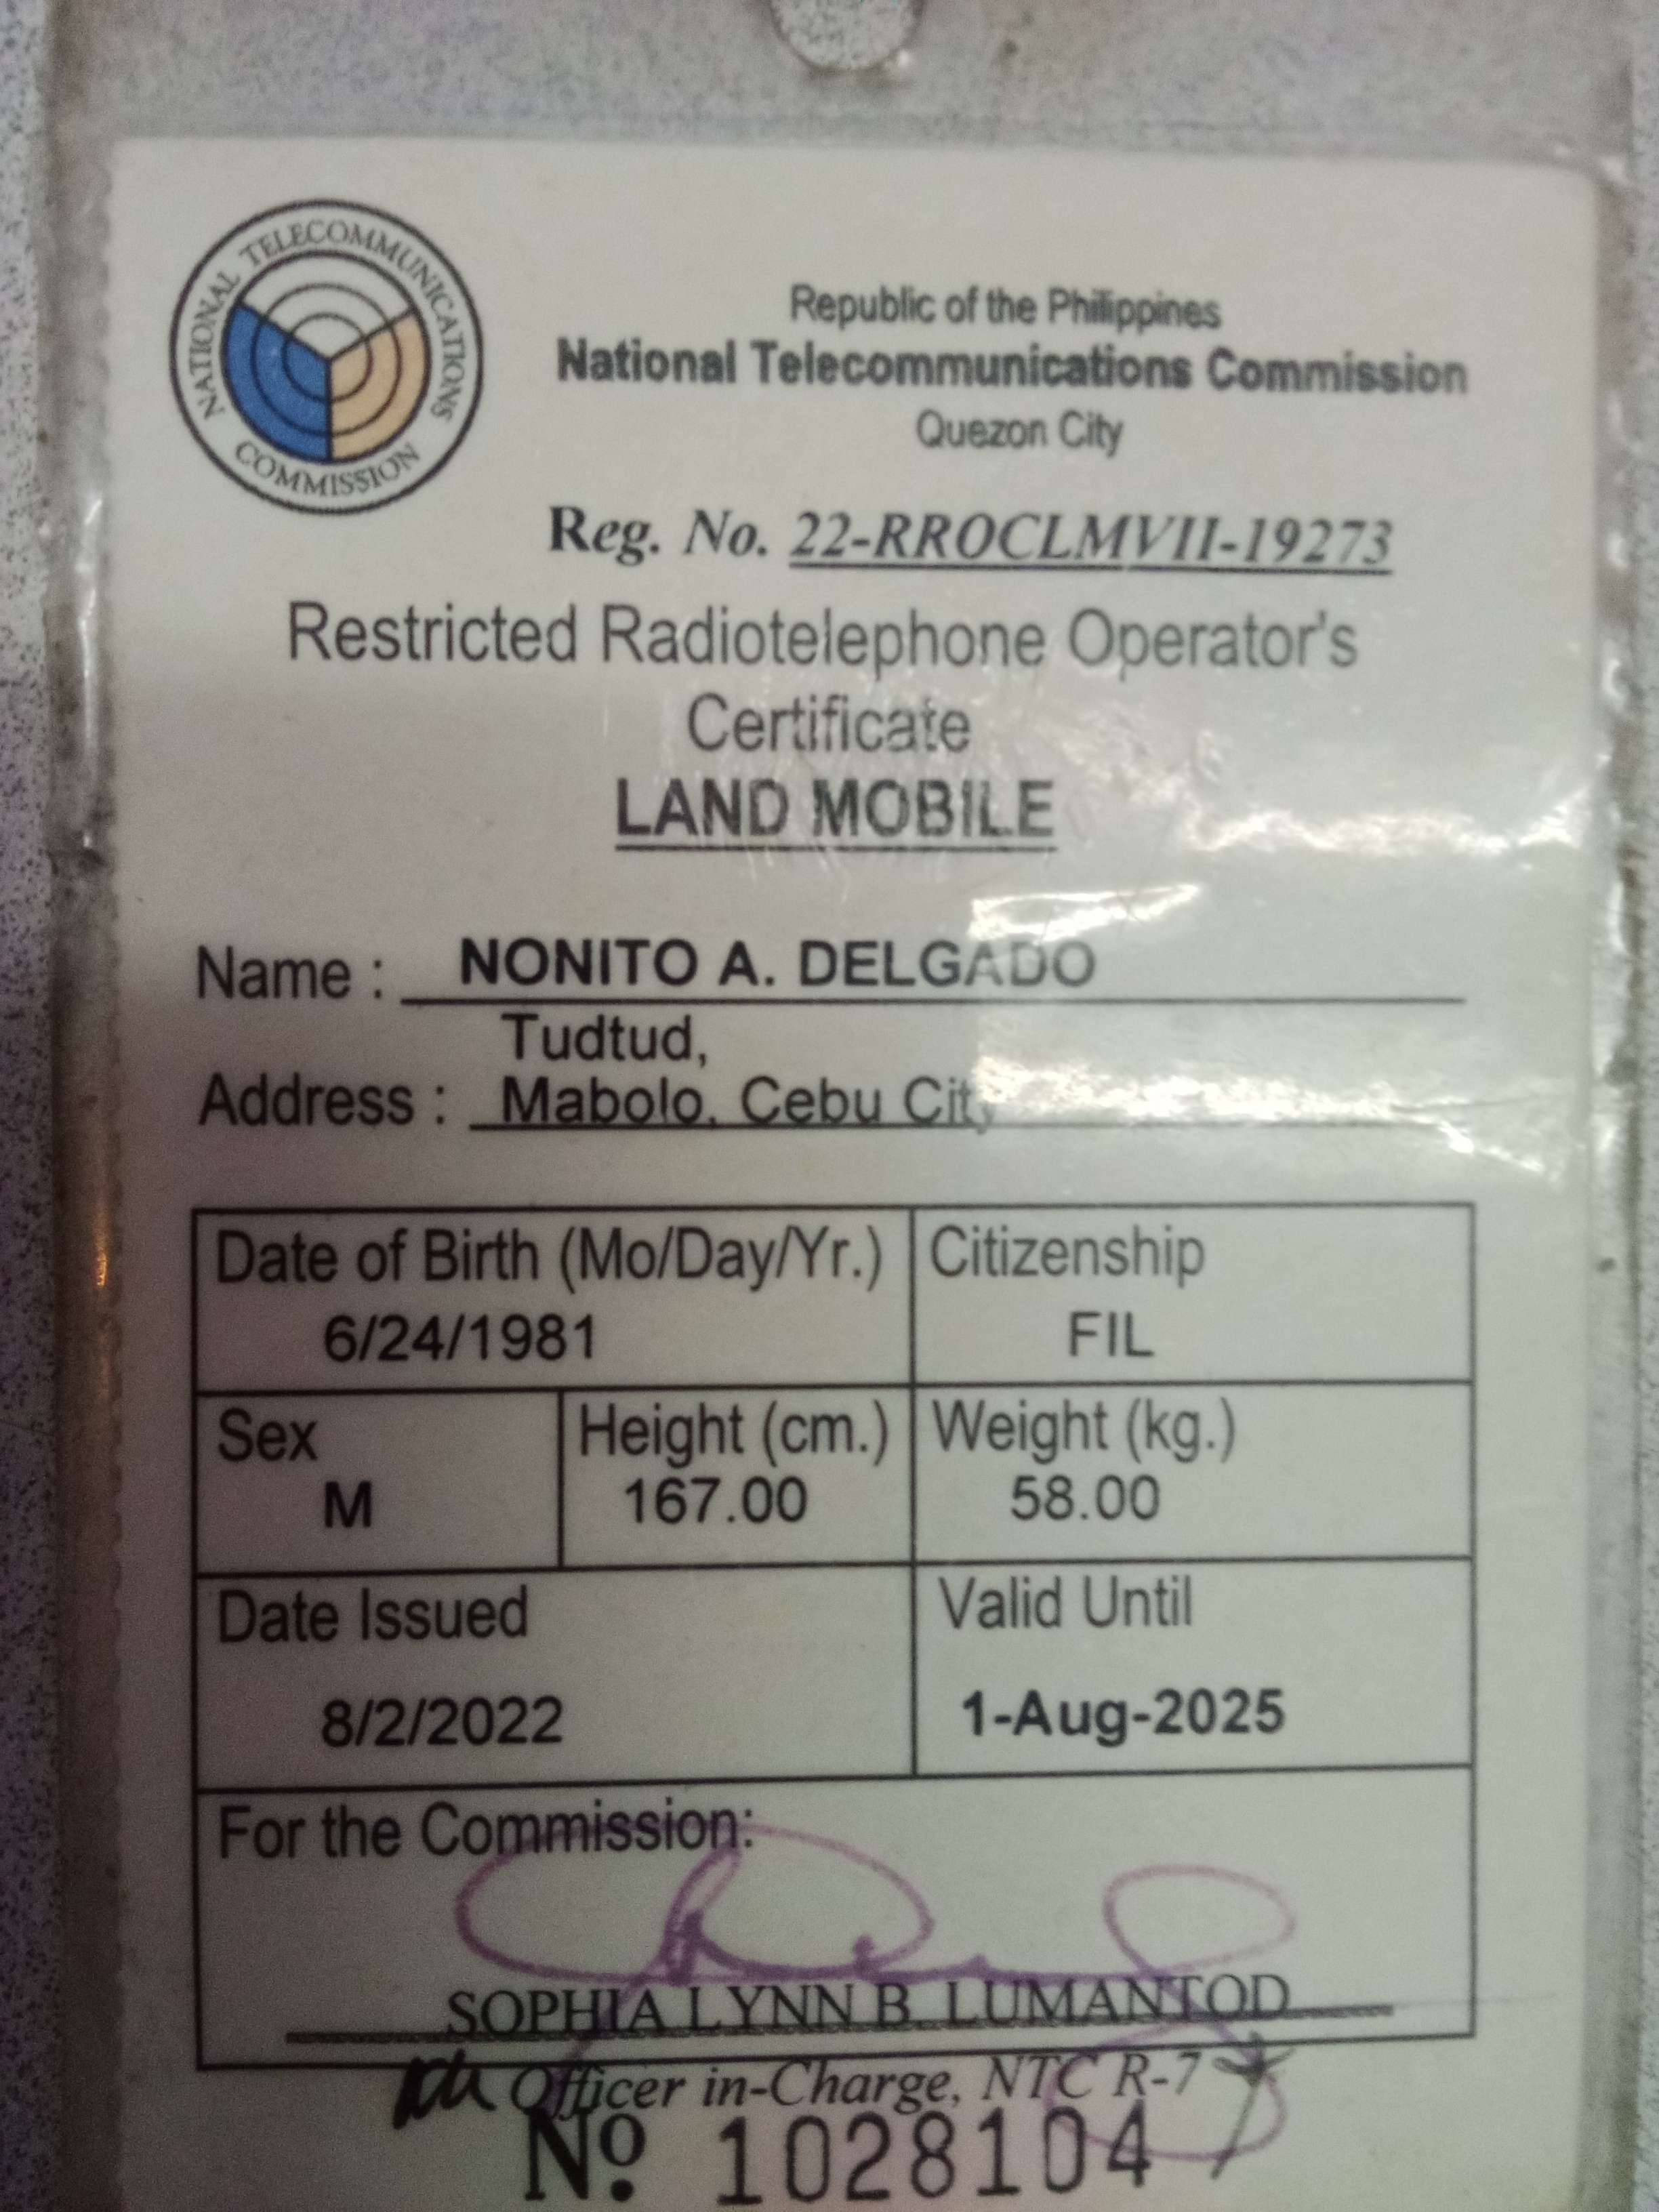 NATIONAL TELECOMMUNICATIONS
COMMISSION
Republic of the Philippines
National Telecommunications Commission
Quezon City
Reg. No. 22-RROCLMVII-19273
Restricted Radiotelephone Operator's
Certificate
LAND MOBILE
Name : NONITO A. DELGADO
Tudtud,
Address : Mabolo, Cebu City
Date of Birth (Mo/Day/Yr.) Citizenship
6/24/1981 FIL
Sex Height (cm.) Weight (kg.)
M 167.00 58.00
Date Issued Valid Until
8/2/2022 1-Aug-2025
For the Commission:
SOPHIA LYNN B. LUMANTOD
Officer in-Charge, NTC R-7
Nº 1028104